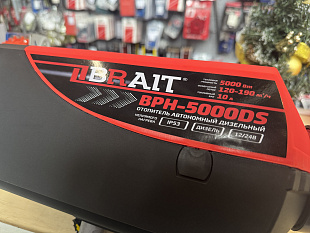 BRAIT®
5000 Вт
120-190 м³/ч
10 л
BPH-5000DS
ОТОПИТЕЛЬ АВТОНОМНЫЙ ДИЗЕЛЬНЫЙ
IP53
ДИЗЕЛЬ
12/24В